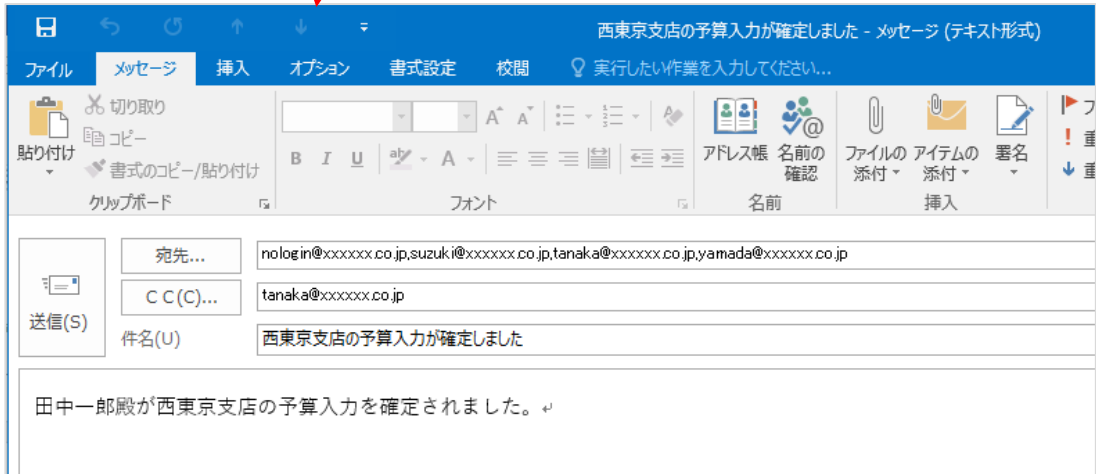 西東京支店の予算入力が確定しました - メッセージ (テキスト形式)
ファイル メッセージ 挿入 オプション 書式設定 校閲 実行したい作業を入力してください...
貼り付け
切り取り
コピー
書式のコピー/貼り付け
クリップボード
A A
B I U aby A
フォント
アドレス帳 名前の確認
名前
ファイルの添付 アイテムの添付 署名
挿入
フ
! 重
重
送信(S)
宛先... nologin@xxxxxx.co.jp,suzuki@xxxxxx.co.jp,tanaka@xxxxxx.co.jp,yamada@xxxxxx.co.jp
C C(C)... tanaka@xxxxxx.co.jp
件名(U) 西東京支店の予算入力が確定しました
田中一郎殿が西東京支店の予算入力を確定されました。